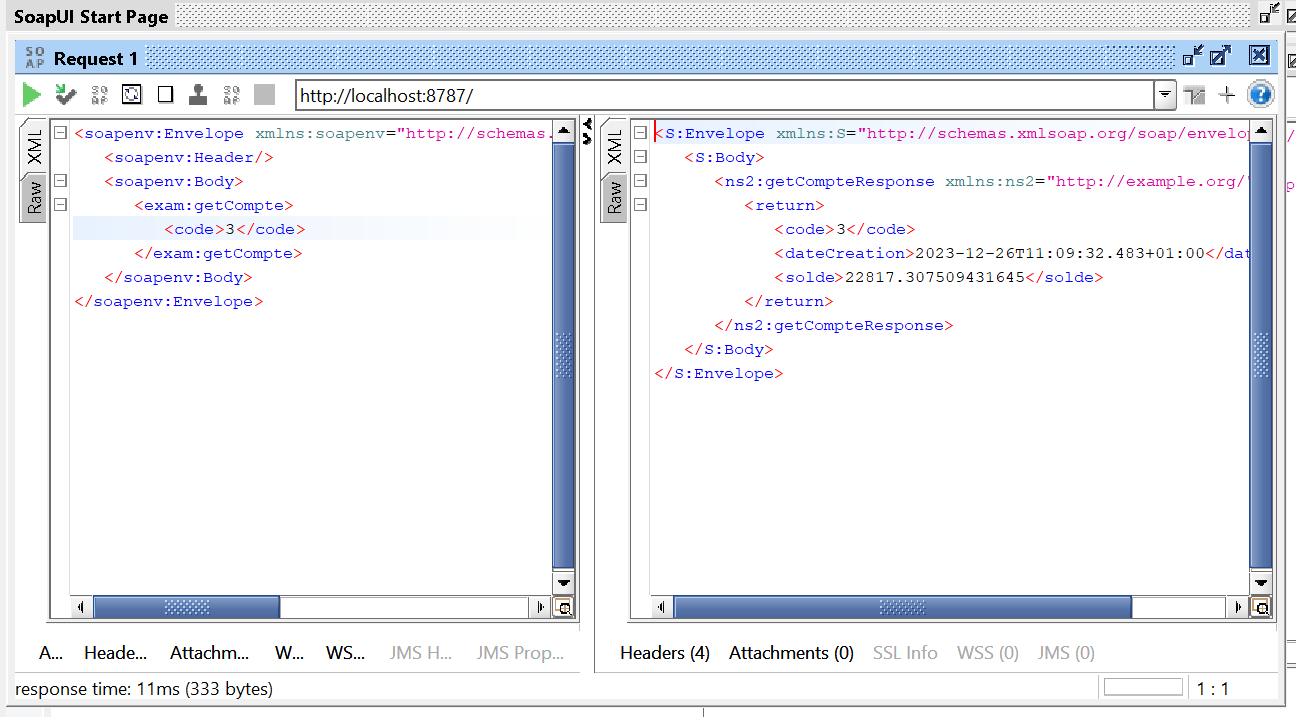 SoapUI Start Page
SO
AP
Request 1
SO
AP
SO
AP
http://localhost:8787/
?
XML
Raw
<soapenv:Envelope xmlns:soapenv="http://schemas.
<soapenv:Header/>
<soapenv:Body>
<exam:getCompte>
<code>3</code>
</exam:getCompte>
</soapenv:Body>
</soapenv:Envelope>
XML
Raw
<S:Envelope xmlns:S="http://schemas.xmlsoap.org/soap/envelop
<S:Body>
<ns2:getCompteResponse xmlns:ns2="http://example.org/"
<return>
<code>3</code>
<dateCreation>2023-12-26T11:09:32.483+01:00</dat
<solde>22817.307509431645</solde>
</return>
</ns2:getCompteResponse>
</S:Body>
</S:Envelope>
A... Heade... Attachm... W... WS... JMS H... JMS Prop...
Headers (4) Attachments (0) SSL Info WSS (0) JMS (0)
response time: 11ms (333 bytes)
1 : 1